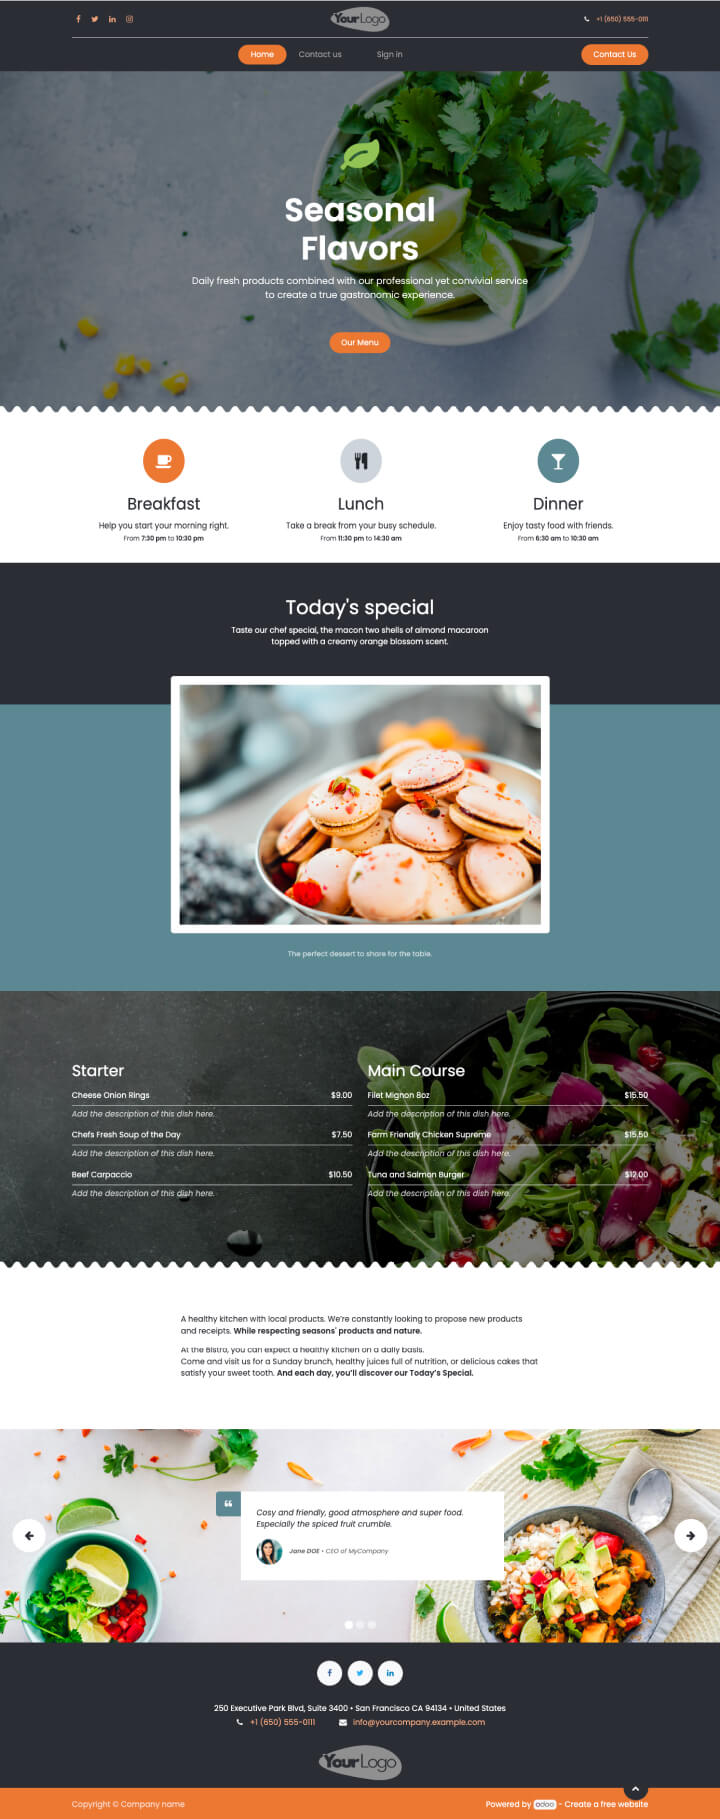 YourLogo
+1 (650) 555-0111
Home
Contact us
Sign in
Contact Us
Seasonal
Flavors
Daily fresh products combined with our professional yet convivial service
to create a true gastronomic experience.
Our Menu
Breakfast
Help you start your morning right.
From 7:30 pm to 10:30 pm
Lunch
Take a break from your busy schedule.
From 11:30 pm to 14:30 am
Dinner
Enjoy tasty food with friends.
From 6:30 am to 10:30 am
Today's special
Taste our chef special, the macon two shells of almond macaroon
topped with a creamy orange blossom scent.
The perfect dessert to share for the table.
Starter
Cheese Onion Rings $9.00
Add the description of this dish here.
Chefs Fresh Soup of the Day $7.50
Add the description of this dish here.
Beef Carpaccio $10.50
Add the description of this dish here.
Main Course
Filet Mignon 8oz $15.50
Add the description of this dish here.
Farm Friendly Chicken Supreme $15.50
Add the description of this dish here.
Tuna and Salmon Burger $12.00
Add the description of this dish here.
A healthy kitchen with local products. We're constantly looking to propose new products
and receipts. While respecting seasons' products and nature.
At the Bistro, you can expect a healthy kitchen on a daily basis.
Come and visit us for a Sunday brunch, healthy juices full of nutrition, or delicious cakes that
satisfy your sweet tooth. And each day, you'll discover our Today's Special.
Cosy and friendly, good atmosphere and super food.
Especially the spiced fruit crumble.
Jane DOE • CEO of MyCompany
250 Executive Park Blvd, Suite 3400 • San Francisco CA 94134 • United States
+1 (650) 555-0111 info@yourcompany.example.com
YourLogo
Copyright © Company name
Powered by odoo - Create a free website